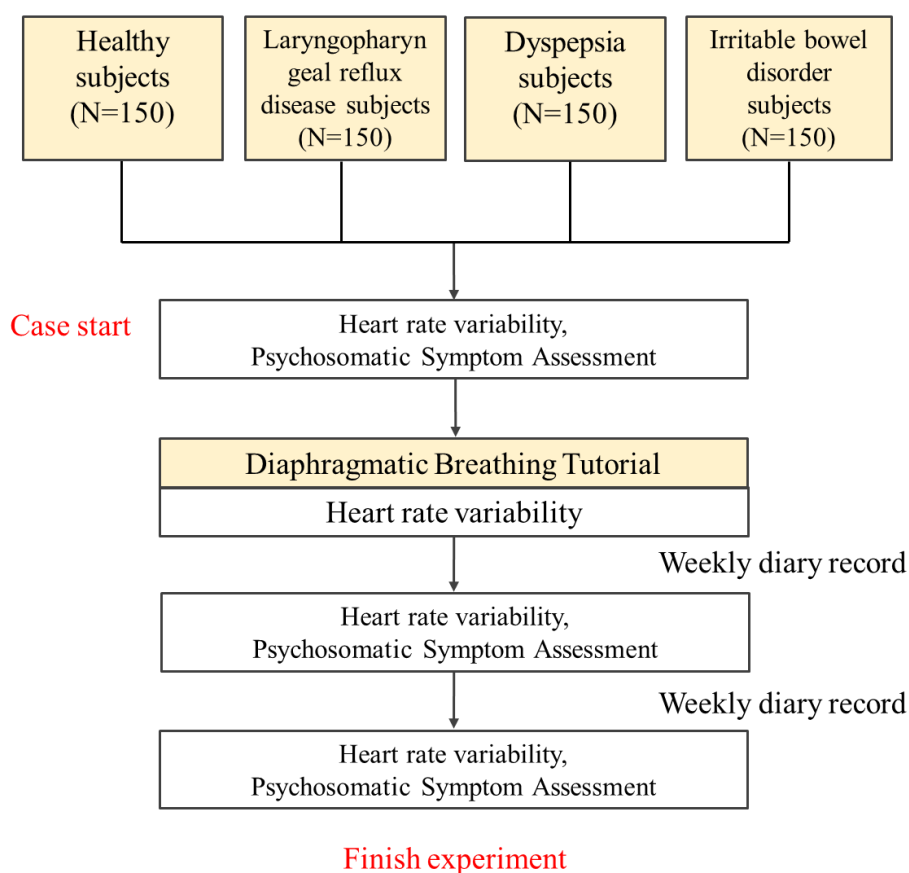 Healthy
subjects
(N=150)
Laryngopharyn
geal reflux
disease subjects
(N=150)
Dyspepsia
subjects
(N=150)
Irritable bowel
disorder
subjects
(N=150)
Case start
Heart rate variability,
Psychosomatic Symptom Assessment
Diaphragmatic Breathing Tutorial
Heart rate variability
Weekly diary record
Heart rate variability,
Psychosomatic Symptom Assessment
Weekly diary record
Heart rate variability,
Psychosomatic Symptom Assessment
Finish experiment